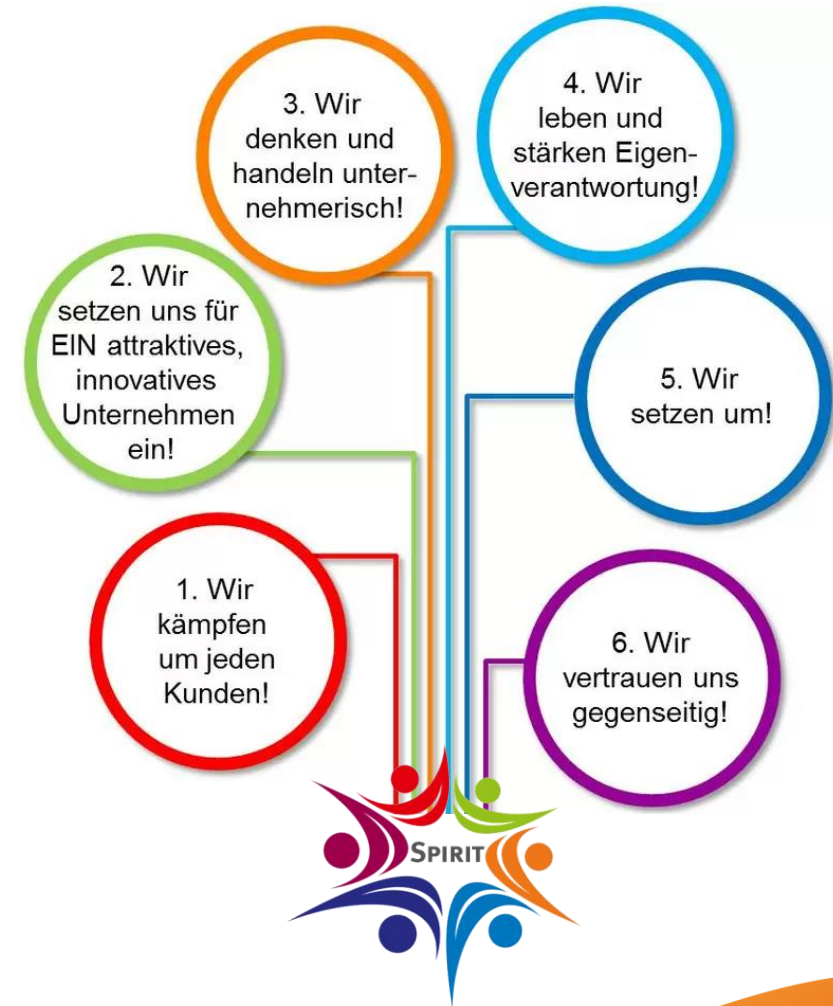 1. Wir
kämpfen
um jeden
Kunden!
2. Wir
setzen uns für
EIN attraktives,
innovatives
Unternehmen
ein!
3. Wir
denken und
handeln unter-
nehmerisch!
4. Wir
leben und
stärken Eigen-
verantwortung!
5. Wir
setzen um!
6. Wir
vertrauen uns
gegenseitig!
SPIRIT